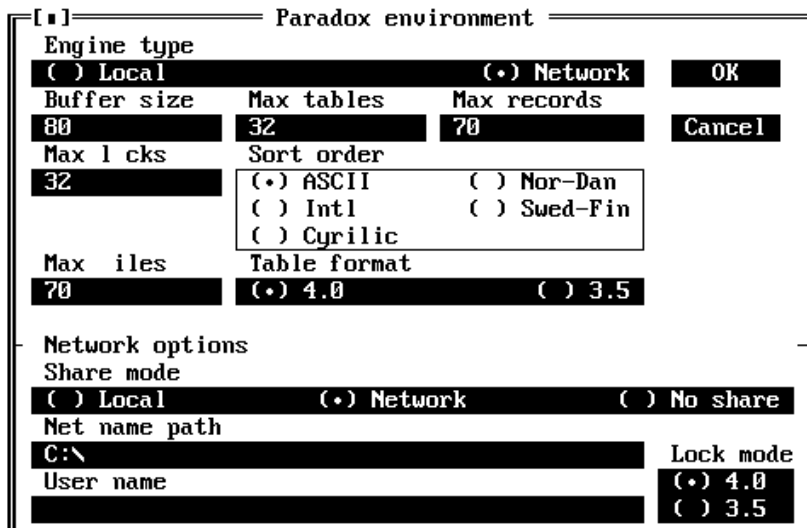 [■] Paradox environment
Engine type
( ) Local (•) Network OK
Buffer size Max tables Max records
80 32 70 Cancel
Max l cks Sort order
32 (•) ASCII ( ) Nor-Dan
( ) Intl ( ) Swed-Fin
( ) Cyrilic
Max  iles Table format
70 (•) 4.0 ( ) 3.5
Network options
Share mode
( ) Local (•) Network ( ) No share
Net name path
C:\ Lock mode
User name (•) 4.0
( ) 3.5